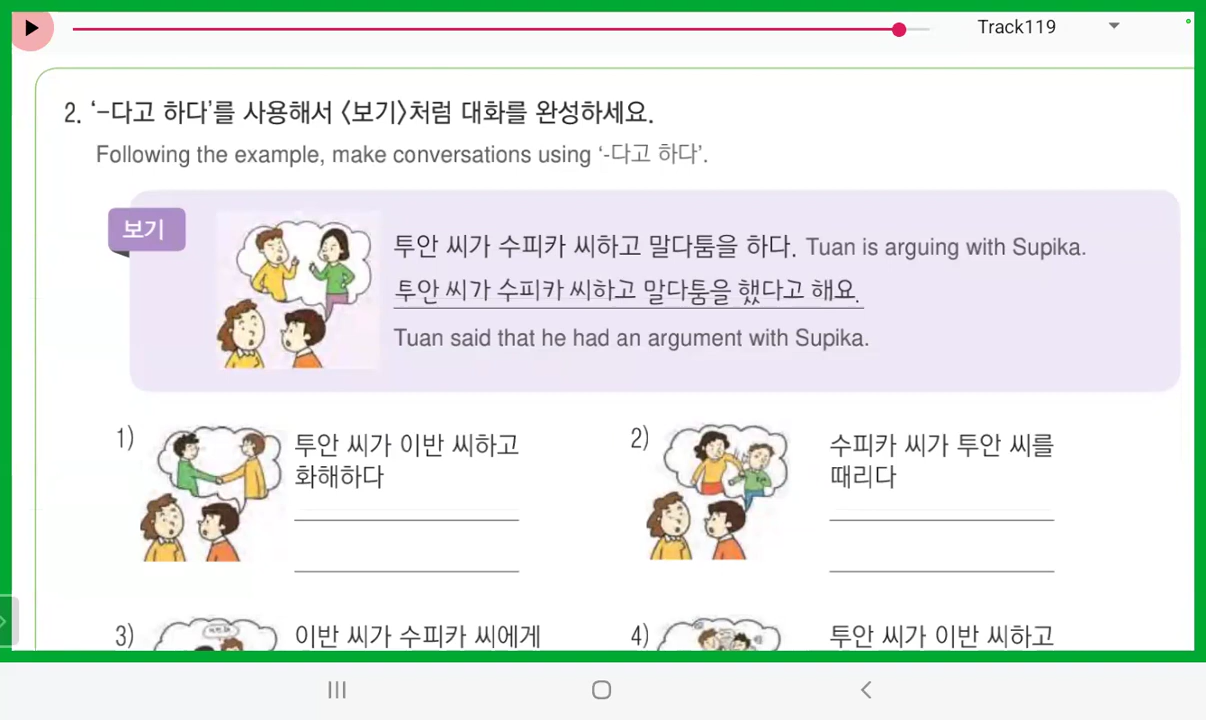 Track119
2. ‘-다고 하다’를 사용해서 〈보기〉처럼 대화를 완성하세요.
Following the example, make conversations using ‘-다고 하다’.
보기
투안 씨가 수피카 씨하고 말다툼을 하다. Tuan is arguing with Supika.
투안 씨가 수피카 씨하고 말다툼을 했다고 해요.
Tuan said that he had an argument with Supika.
1)
투안 씨가 이반 씨하고
화해하다
2)
수피카 씨가 투안 씨를
때리다
3)
이반 씨가 수피카 씨에게
4)
투안 씨가 이반 씨하고